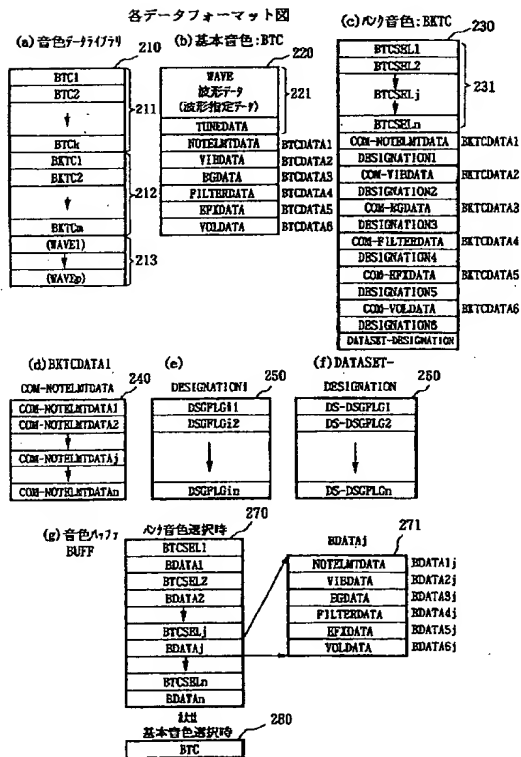 各データフォーマット図
(a) 音色データライブラリ
210
BTC1
BTC2
BTCk
211
BKTC1
BKTC2
BKTCm
212
(WAVE1)
(WAVEp)
213
(b) 基本音色:BTC
220
WAVE
波形データ
(波形指定データ)
TUNEDATA
221
NOTELMTDATA BTCDATA1
VIBDATA BTCDATA2
EGDATA BTCDATA3
FILTERDATA BTCDATA4
EFXDATA BTCDATA5
VOLDATA BTCDATA6
(c) バンク音色:BKTC
230
BTCSEL1
BTCSEL2
BTCSELj
BTCSELn
231
COM-NOTELMTDATA BKTCDATA1
DESIGNATION1
COM-VIBDATA BKTCDATA2
DESIGNATION2
COM-EGDATA BKTCDATA3
DESIGNATION3
COM-FILTERDATA BKTCDATA4
DESIGNATION4
COM-EFXDATA BKTCDATA5
DESIGNATION5
COM-VOLDATA BKTCDATA6
DESIGNATION6
DATASET-DESIGNATION
(d) BKTCDATA1
COM-NOTELMTDATA
240
COM-NOTELMTDATA1
COM-NOTELMTDATA2
COM-NOTELMTDATAj
COM-NOTELMTDATAn
(e)
DESIGNATIONi
250
DSGFLGi1
DSGFLGi2
DSGFLGin
(f) DATASET-
DESIGNATION
260
DS-DSGFLG1
DS-DSGFLG2
DS-DSGFLGn
(g) 音色バッファ
BUFF
バンク音色選択時
270
BTCSEL1
BDATA1
BTCSEL2
BDATA2
BTCSELj
BDATAj
BTCSELn
BDATAn
または
基本音色選択時
280
BTC
BDATAj
271
NOTELMTDATA BDATA1j
VIBDATA BDATA2j
EGDATA BDATA3j
FILTERDATA BDATA4j
EFXDATA BDATA5j
VOLDATA BDATA6j